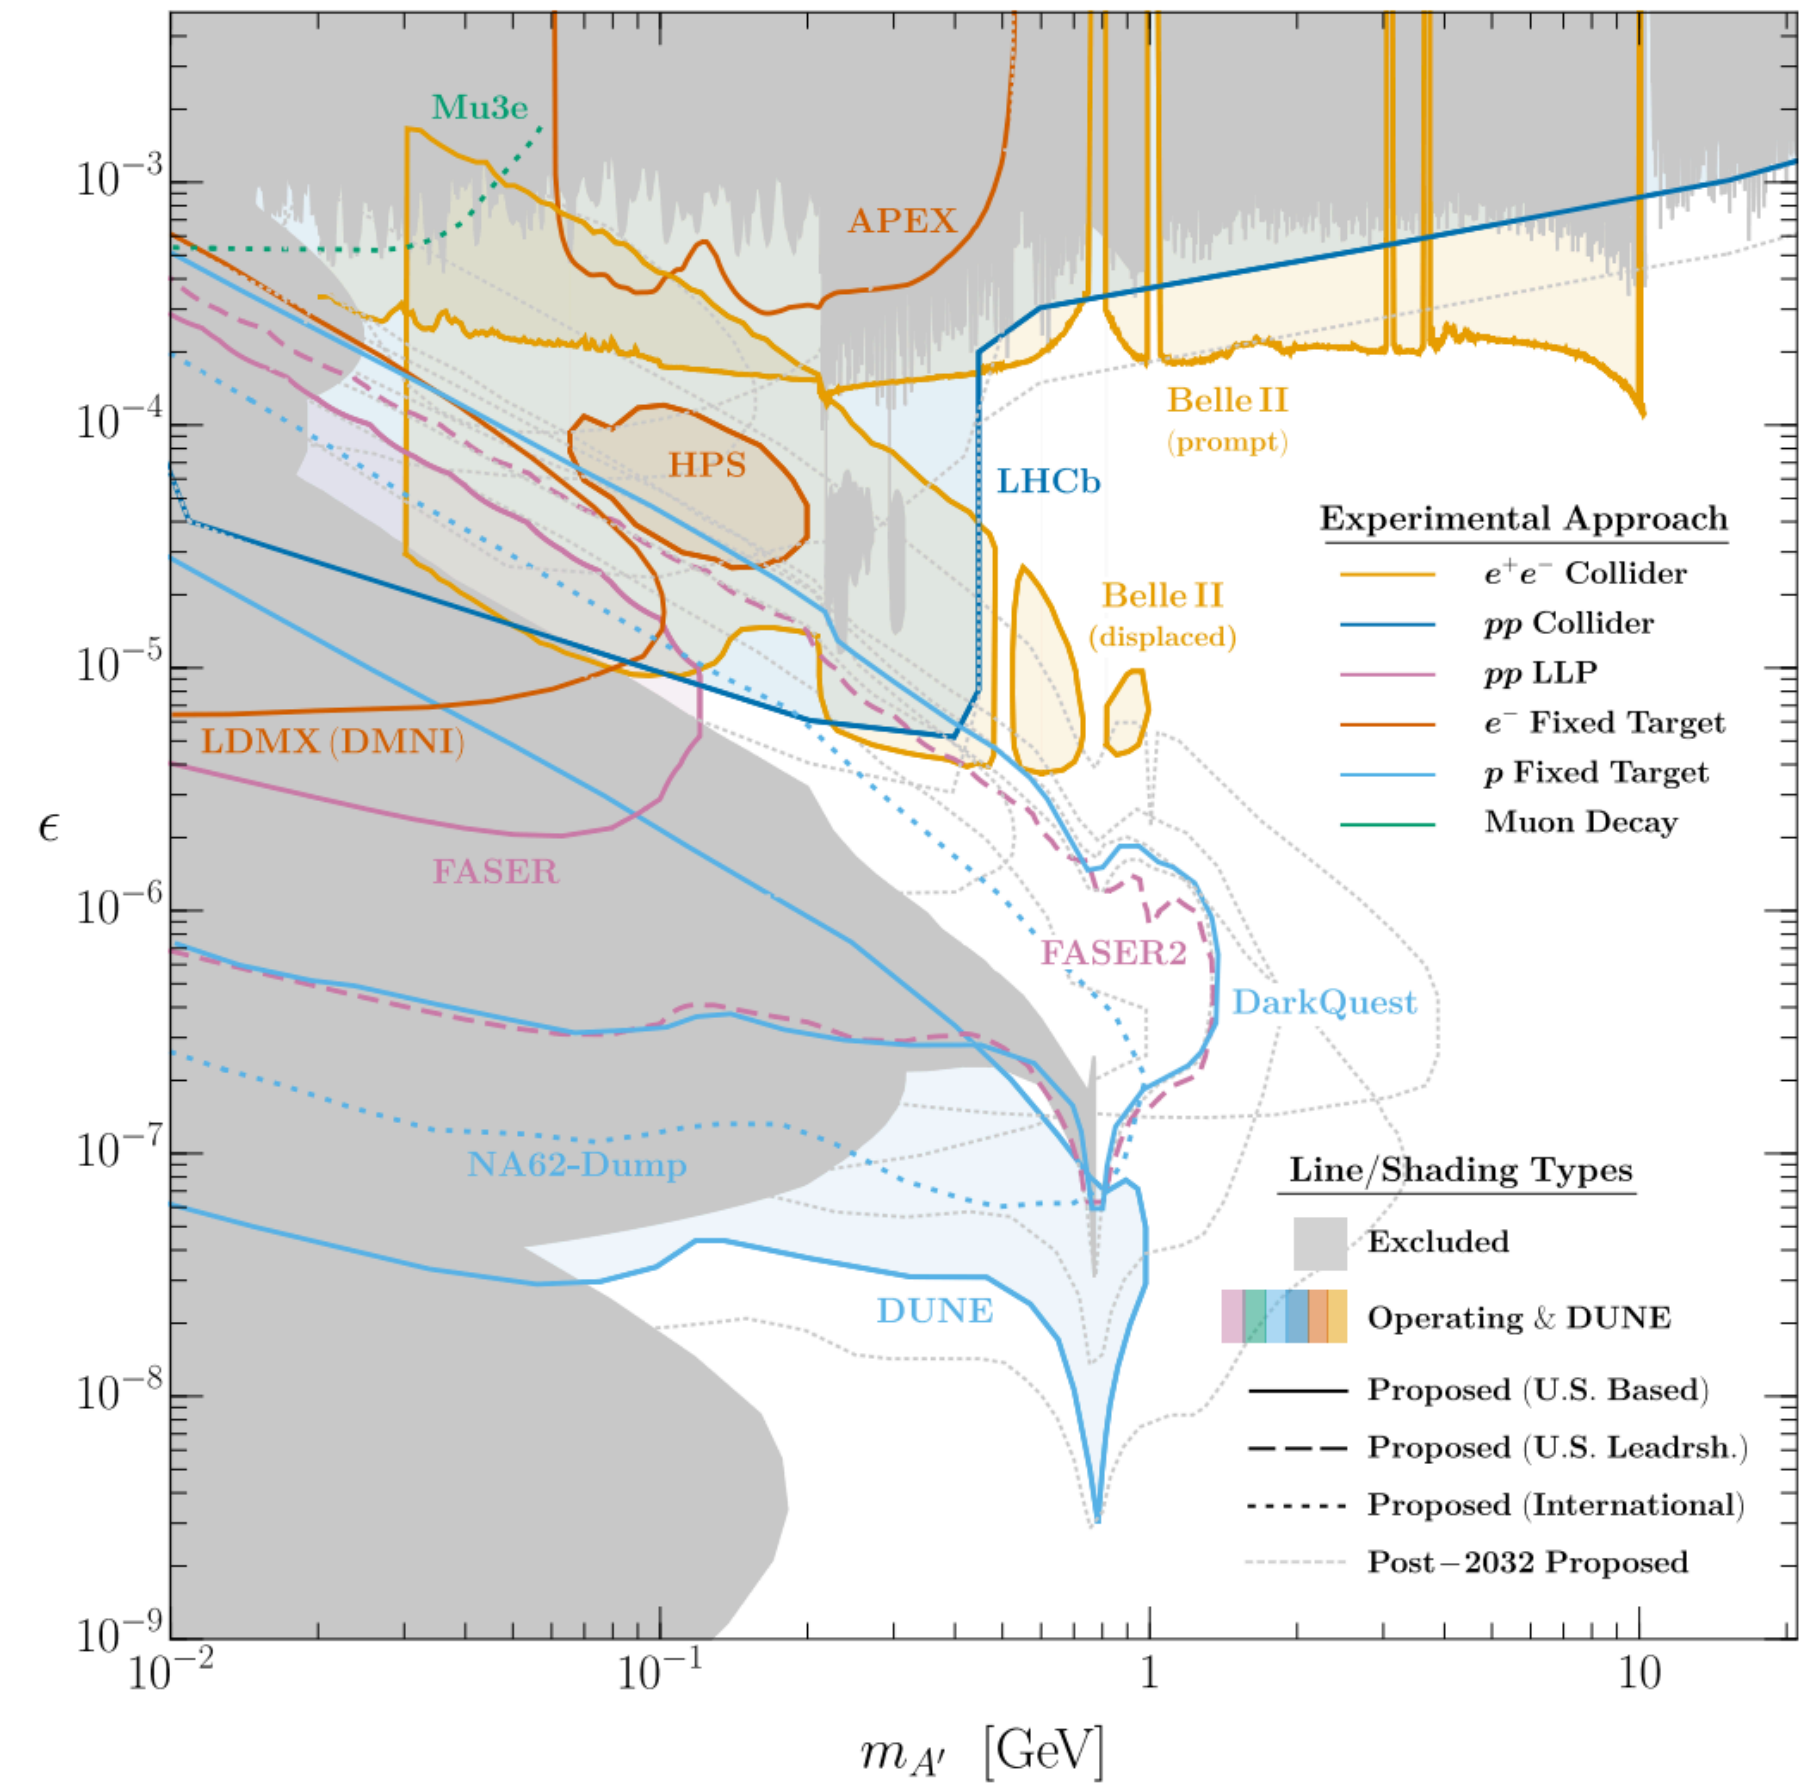 Mu3e
10⁻³
APEX
Belle II
(prompt)
10⁻⁴
HPS
LHCb
Experimental Approach
e⁺e⁻ Collider
pp Collider
pp LLP
e⁻ Fixed Target
p Fixed Target
Muon Decay
Belle II
(displaced)
10⁻⁵
LDMX (DMNI)
ϵ
FASER
10⁻⁶
FASER2
DarkQuest
10⁻⁷
NA62-Dump
Line/Shading Types
Excluded
Operating & DUNE
Proposed (U.S. Based)
Proposed (U.S. Leadrsh.)
Proposed (International)
Post−2032 Proposed
DUNE
10⁻⁸
10⁻⁹
10⁻² 10⁻¹ 1 10
m_A′ [GeV]